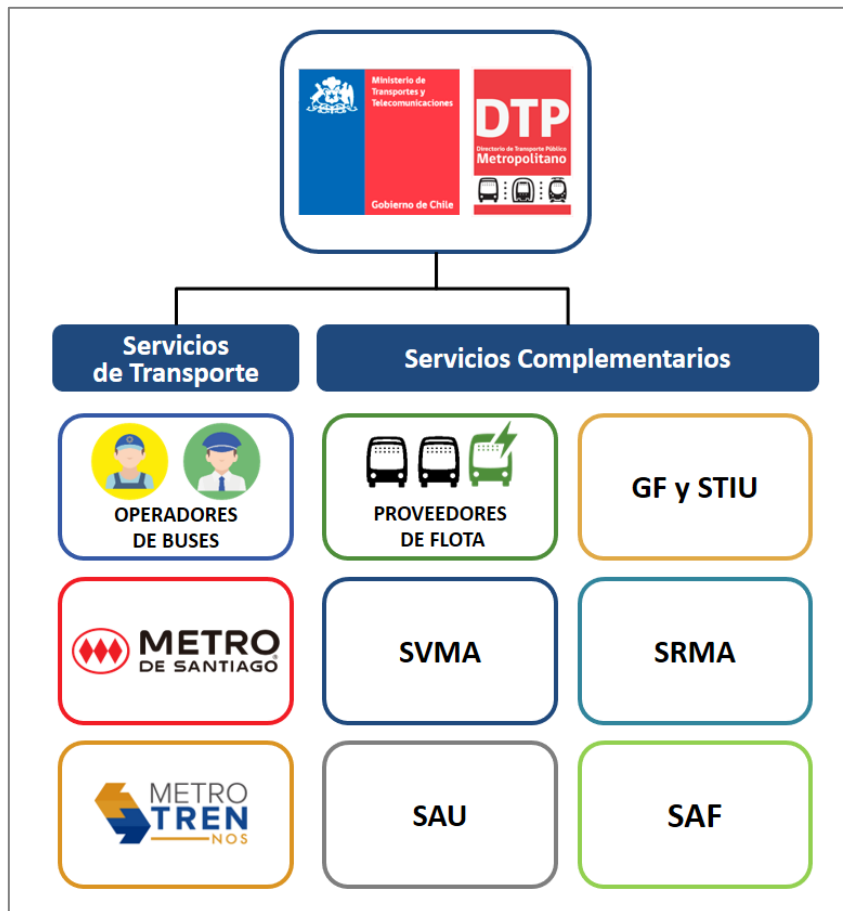 Ministerio de
Transportes y
Telecomunicaciones
Gobierno de Chile
DTP
Directorio de Transporte Público
Metropolitano
Servicios
de Transporte
Servicios Complementarios
OPERADORES
DE BUSES
PROVEEDORES
DE FLOTA
GF y STIU
METRO
DE SANTIAGO
SVMA
SRMA
METRO
TREN
NOS
SAU
SAF